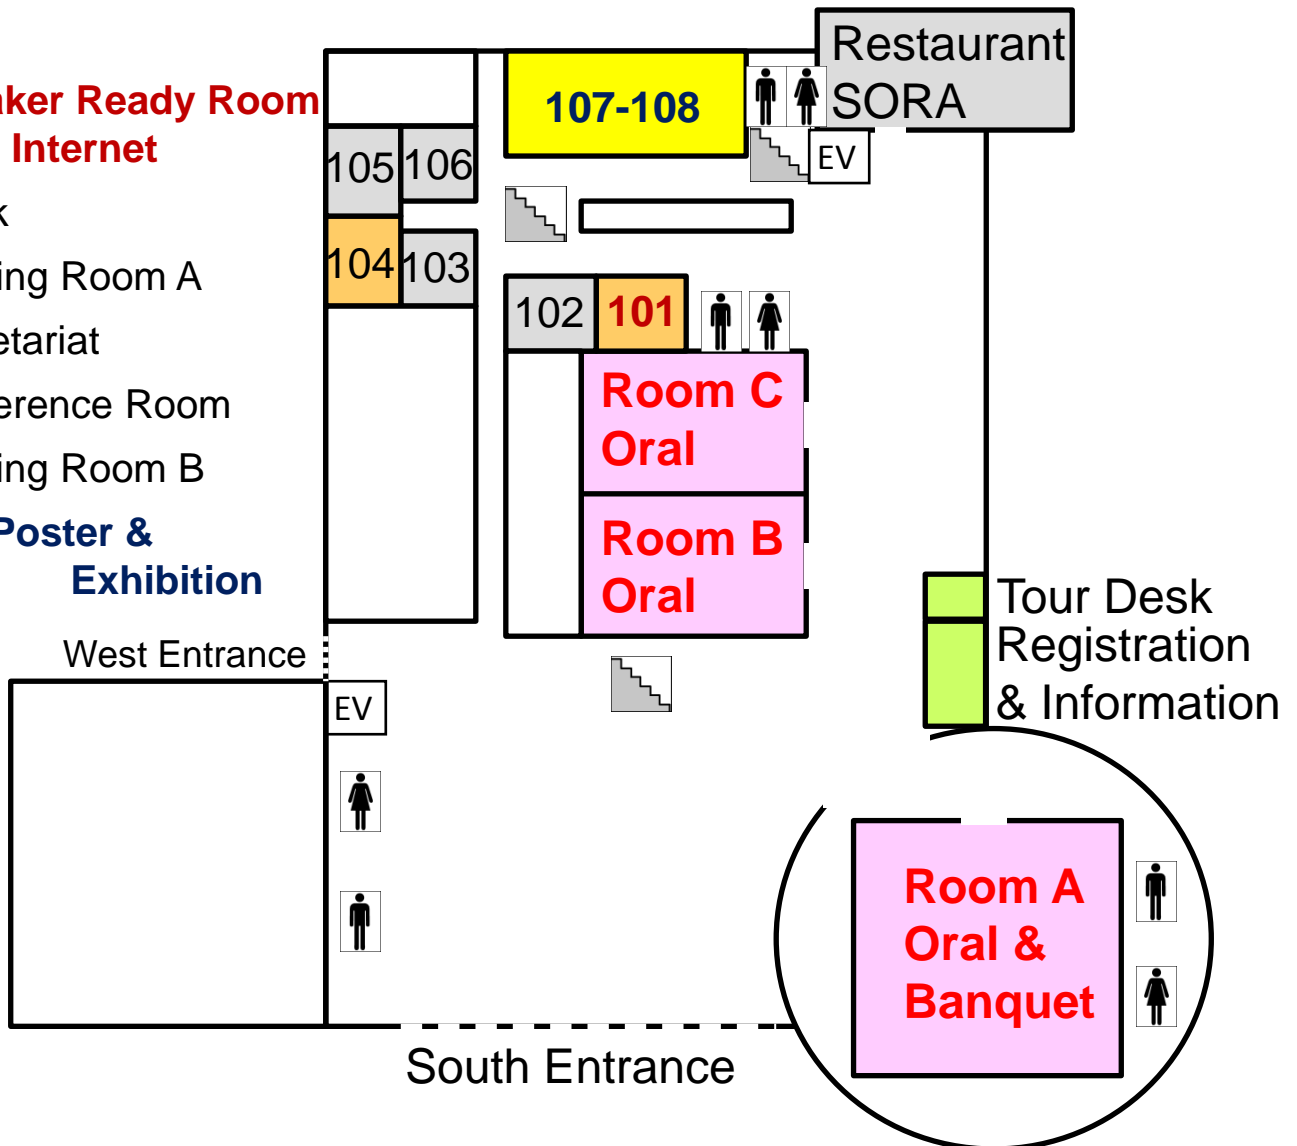 Restaurant
SORA
aker Ready Room
Internet
k
ing Room A
etariat
erence Room
ing Room B
Poster &
Exhibition
107-108
EV
105
106
104
103
102
101
Room C
Oral
Room B
Oral
Tour Desk
Registration
& Information
West Entrance
EV
Room A
Oral &
Banquet
South Entrance